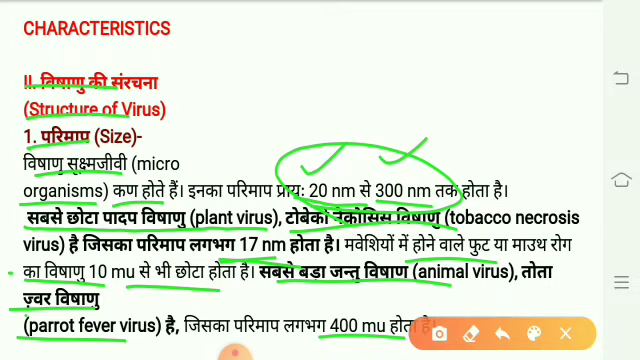 CHARACTERISTICS
II. विषाणु की संरचना
(Structure of Virus)
1. परिमाप (Size)-
विषाणु सूक्ष्मजीवी (micro
organisms) कण होते हैं। इनका परिमाप प्राय: 20 nm से 300 nm तक होता है।
सबसे छोटा पादप विषाणु (plant virus), टोबेको नेकोसिस विषाणु (tobacco necrosis
virus) है जिसका परिमाप लगभग 17 nm होता है। मवेशियों में होने वाले फुट या माउथ रोग
का विषाणु 10 mu से भी छोटा होता है। सबसे बडा जन्तु विषाण (animal virus), तोता
ज़्वर विषाणु
(parrot fever virus) है, जिसका परिमाप लगभग 400 mu होता है।